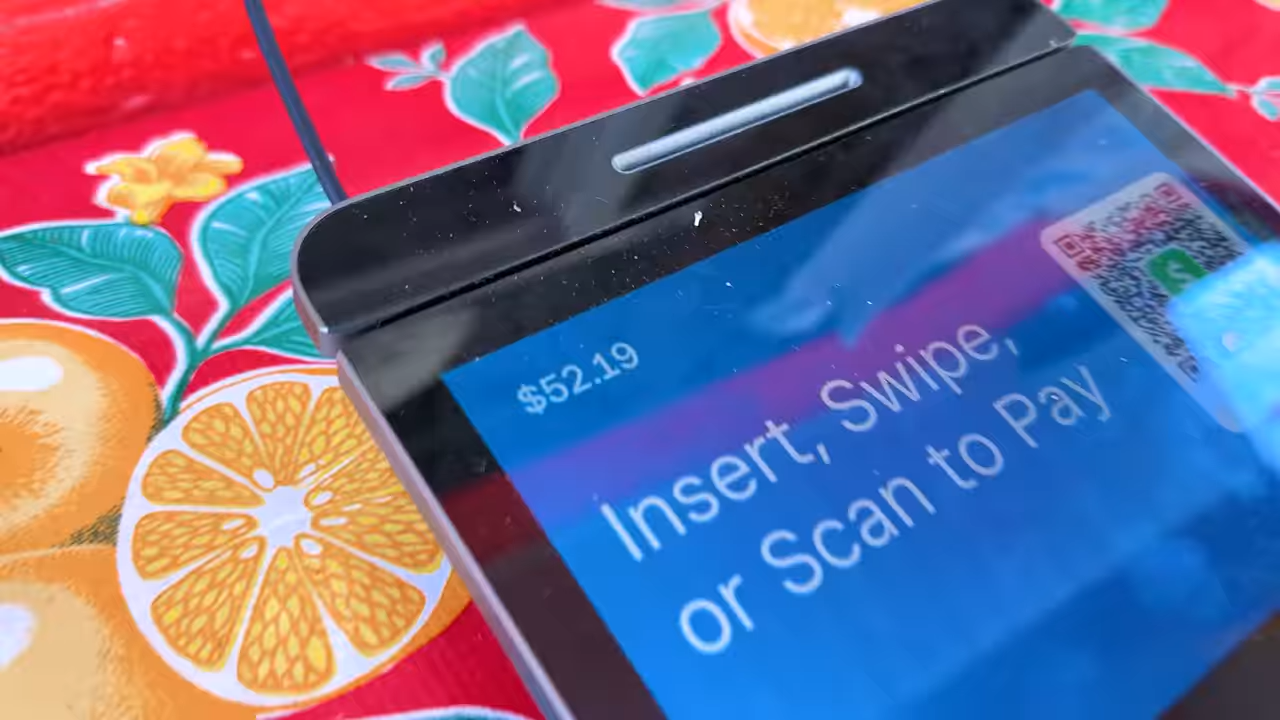 $52.19
Insert, Swipe,
or Scan to Pay